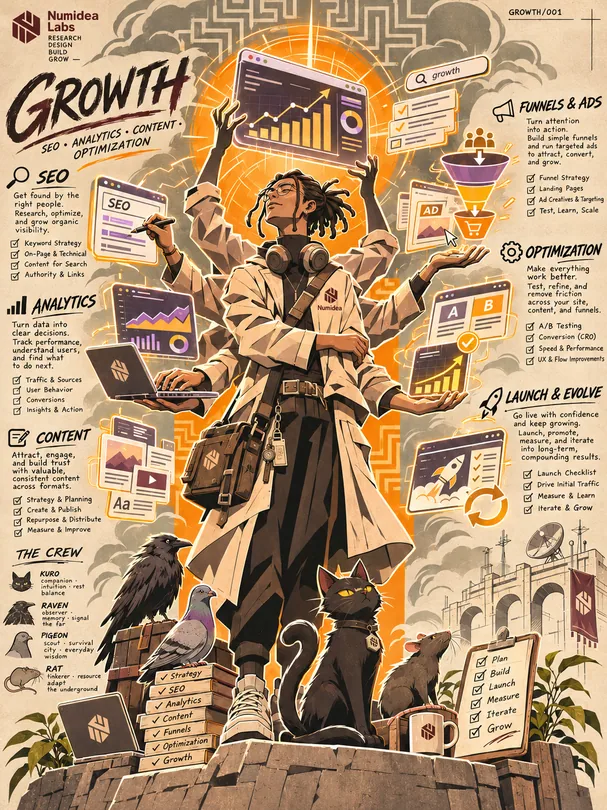 Numidea
Labs
RESEARCH
DESIGN
BUILD
GROW —
GROWTH/001
GROWTH
SEO • ANALYTICS • CONTENT •
OPTIMIZATION
SEO
Get found by the
right people.
Research, optimize,
and grow organic
visibility.
Keyword Strategy
On-Page & Technical
Content for Search
Authority & Links
ANALYTICS
Turn data into
clear decisions.
Track performance,
understand users,
and find what
to do next.
Traffic & Sources
User Behavior
Conversions
Insights & Action
CONTENT
Attract, engage,
and build trust
with valuable,
consistent content
across formats.
Strategy & Planning
Create & Publish
Repurpose & Distribute
Measure & Improve
THE CREW
KURO
companion ·
intuition · rest
balance
RAVEN
observer ·
memory · signal
the far
PIGEON
scout · survival
city · everyday
wisdom
RAT
tinkerer · resource
adapt
the underground
growth
SEO
AD
A
B
Aa
Numidea
FUNNELS & ADS
Turn attention
into action.
Build simple funnels
and run targeted ads
to attract, convert,
and grow.
Funnel Strategy
Landing Pages
Ad Creatives & Targeting
Test, Learn, Scale
OPTIMIZATION
Make everything
work better.
Test, refine, and
remove friction
across your site,
content, and funnels.
A/B Testing
Conversion (CRO)
Speed & Performance
UX & Flow Improvements
LAUNCH & EVOLVE
Go live with confidence
and keep growing.
Launch, promote,
measure, and iterate
into long-term,
compounding results.
Launch Checklist
Drive Initial Traffic
Measure & Learn
Iterate & Grow
Strategy
SEO
Analytics
Content
Funnels
Optimization
Growth
Plan
Build
Launch
Measure
Iterate
Grow